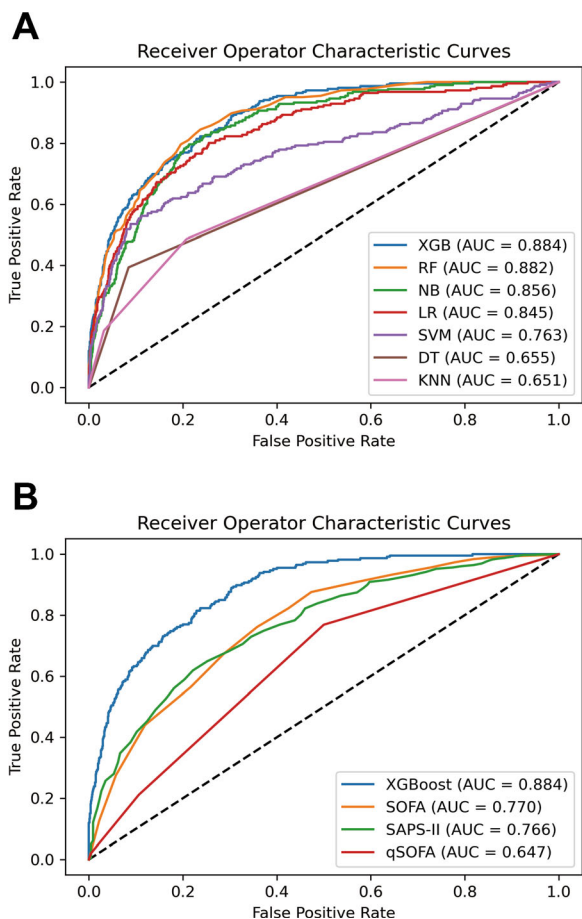 A
Receiver Operator Characteristic Curves
1.0
0.8
0.6
0.4
0.2
0.0
True Positive Rate
XGB (AUC = 0.884)
RF (AUC = 0.882)
NB (AUC = 0.856)
LR (AUC = 0.845)
SVM (AUC = 0.763)
DT (AUC = 0.655)
KNN (AUC = 0.651)
0.0 0.2 0.4 0.6 0.8 1.0
False Positive Rate
B
Receiver Operator Characteristic Curves
1.0
0.8
0.6
0.4
0.2
0.0
True Positive Rate
XGBoost (AUC = 0.884)
SOFA (AUC = 0.770)
SAPS-II (AUC = 0.766)
qSOFA (AUC = 0.647)
0.0 0.2 0.4 0.6 0.8 1.0
False Positive Rate